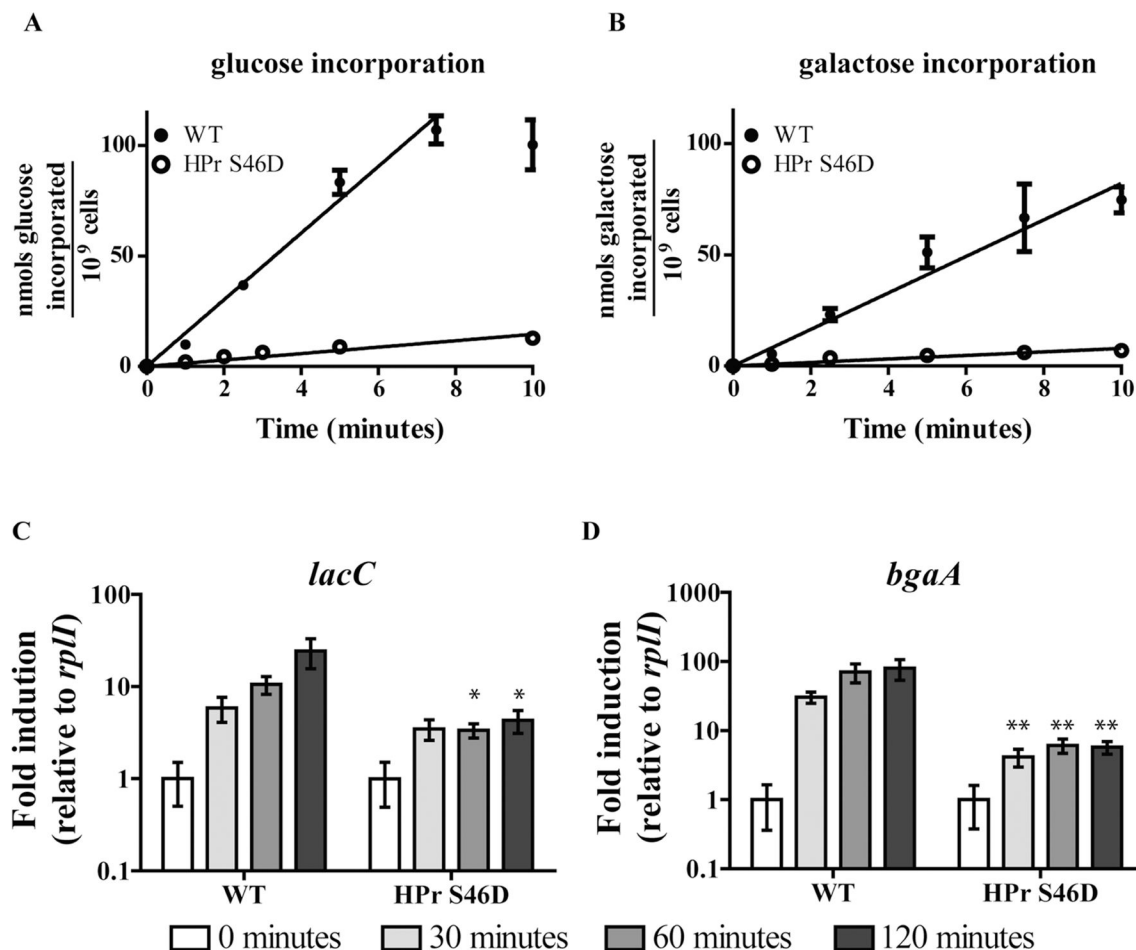 A
glucose incorporation
WT
HPr S46D
nmols glucose
incorporated
10⁹ cells
100
50
0
0 2 4 6 8 10
Time (minutes)
B
galactose incorporation
WT
HPr S46D
nmols galactose
incorporated
10⁹ cells
100
50
0
0 2 4 6 8 10
Time (minutes)
C
lacC
Fold indution
(relative to rplI)
100
10
1
0.1
* *
WT HPr S46D
D
bgaA
Fold induction
(relative to rplI)
1000
100
10
1
0.1
** ** **
WT HPr S46D
0 minutes 30 minutes 60 minutes 120 minutes